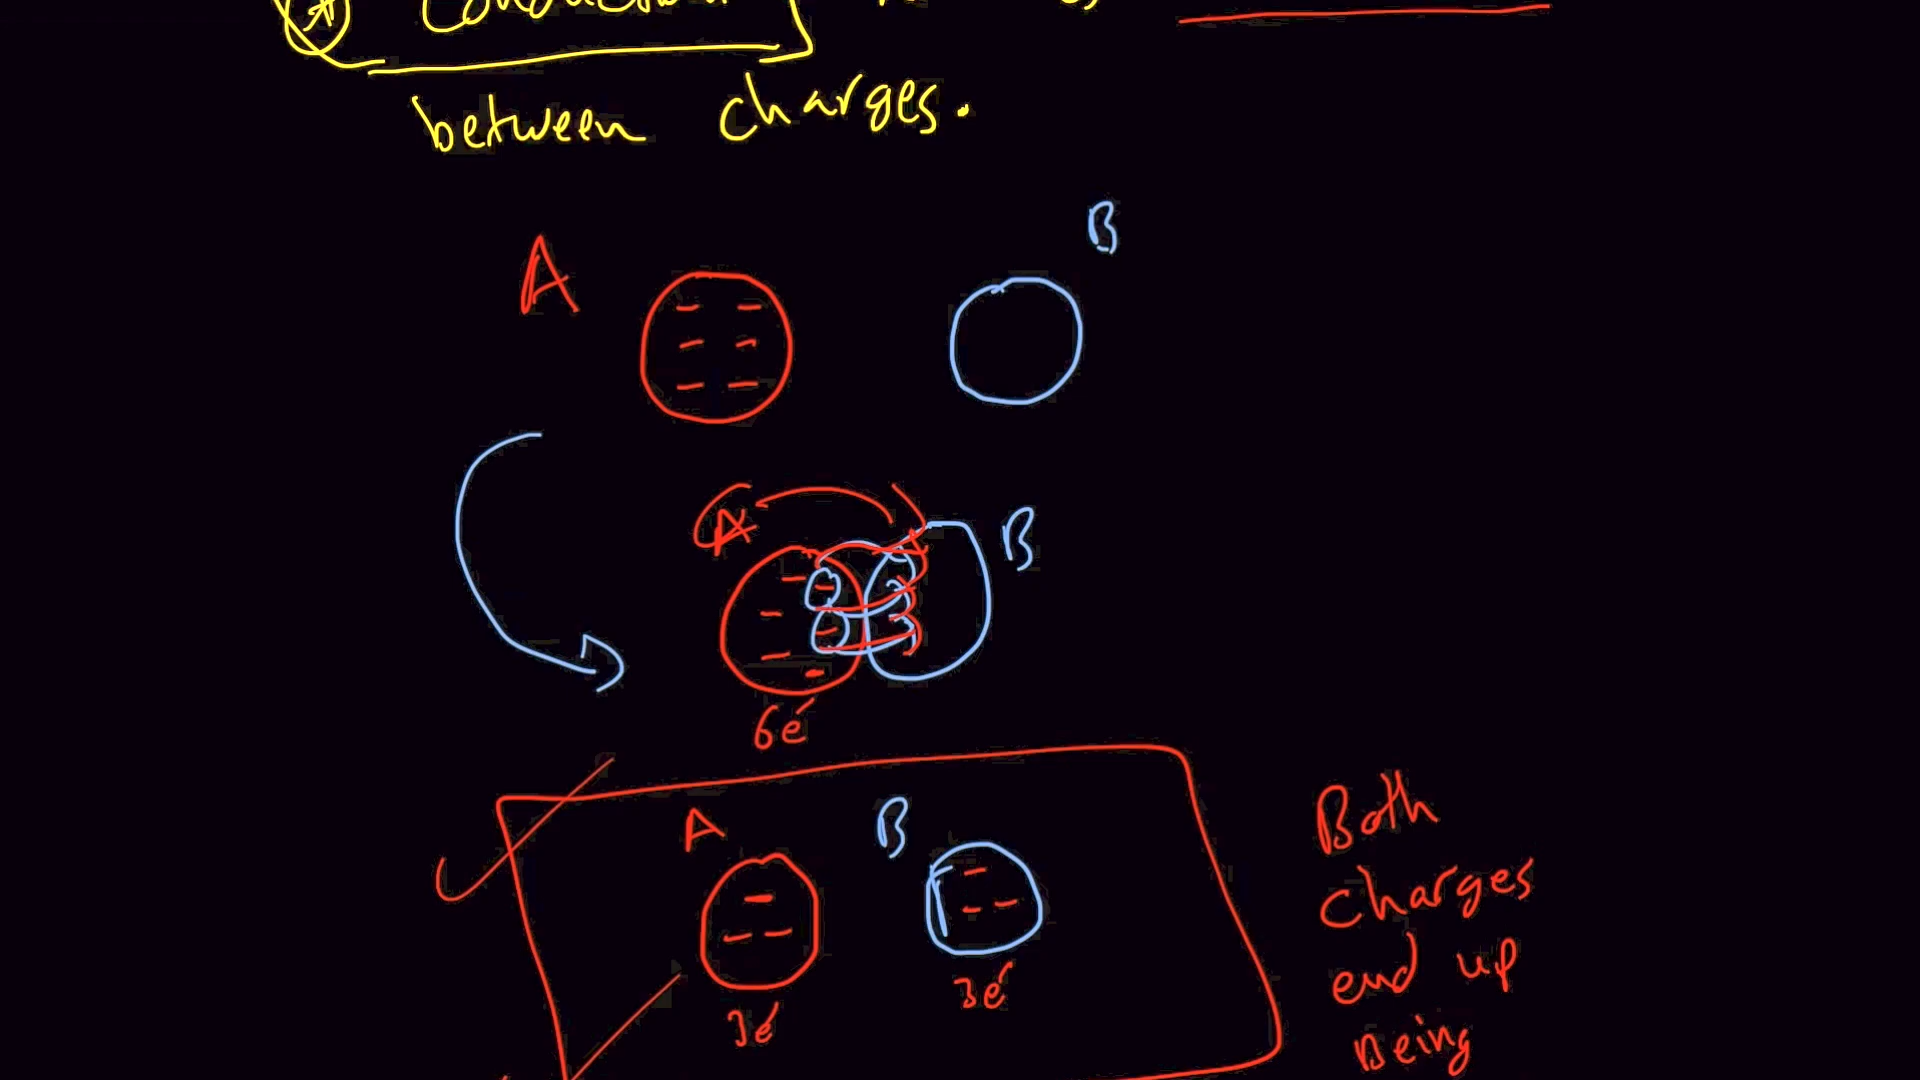 between charges.
A
B
A
B
6e⁻
A
B
3e⁻
3e⁻
Both
charges
end up
Being